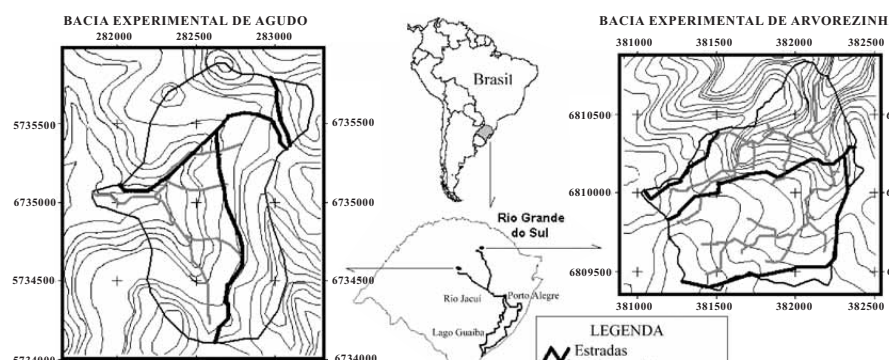 BACIA EXPERIMENTAL DE AGUDO
282000 282500 283000
5735500
6735500
6735000
6735000
5734500
6734500
6734000
Brasil
Rio Grande
do Sul
Rio Jacuí
Porto Alegre
Lago Guaíba
BACIA EXPERIMENTAL DE ARVOREZINH
381000 381500 382000 382500
6810500
6810000
6809500
381000 381500 382000 382500
LEGENDA
Estradas